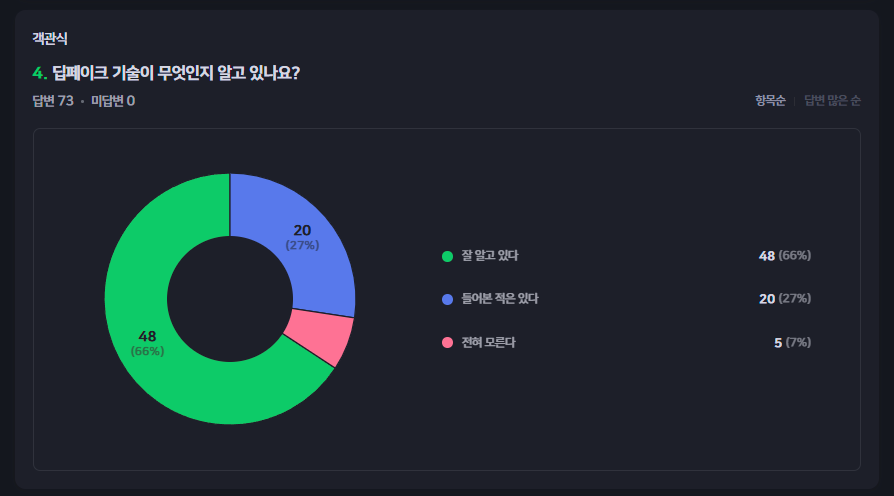 객관식
4. 딥페이크 기술이 무엇인지 알고 있나요?
답변 73 · 미답변 0
항목순 | 답변 많은 순
20
(27%)
48
(66%)
잘 알고 있다 48 (66%)
들어본 적은 있다 20 (27%)
전혀 모른다 5 (7%)